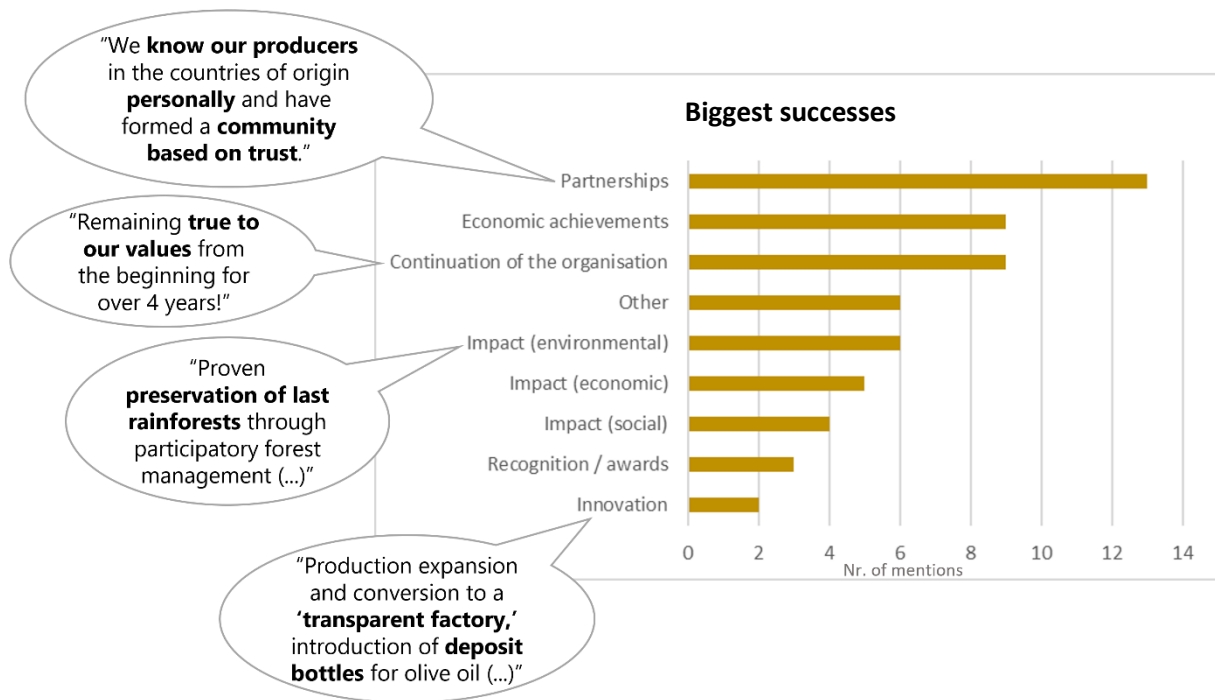 “We know our producers
in the countries of origin
personally and have
formed a community
based on trust.”
“Remaining true to
our values from
the beginning for
over 4 years!”
“Proven
preservation of last
rainforests through
participatory forest
management (...)”
“Production expansion
and conversion to a
‘transparent factory,’
introduction of deposit
bottles for olive oil (...)”
Biggest successes
Partnerships
Economic achievements
Continuation of the organisation
Other
Impact (environmental)
Impact (economic)
Impact (social)
Recognition / awards
Innovation
0 2 4 6 8 10 12 14
Nr. of mentions